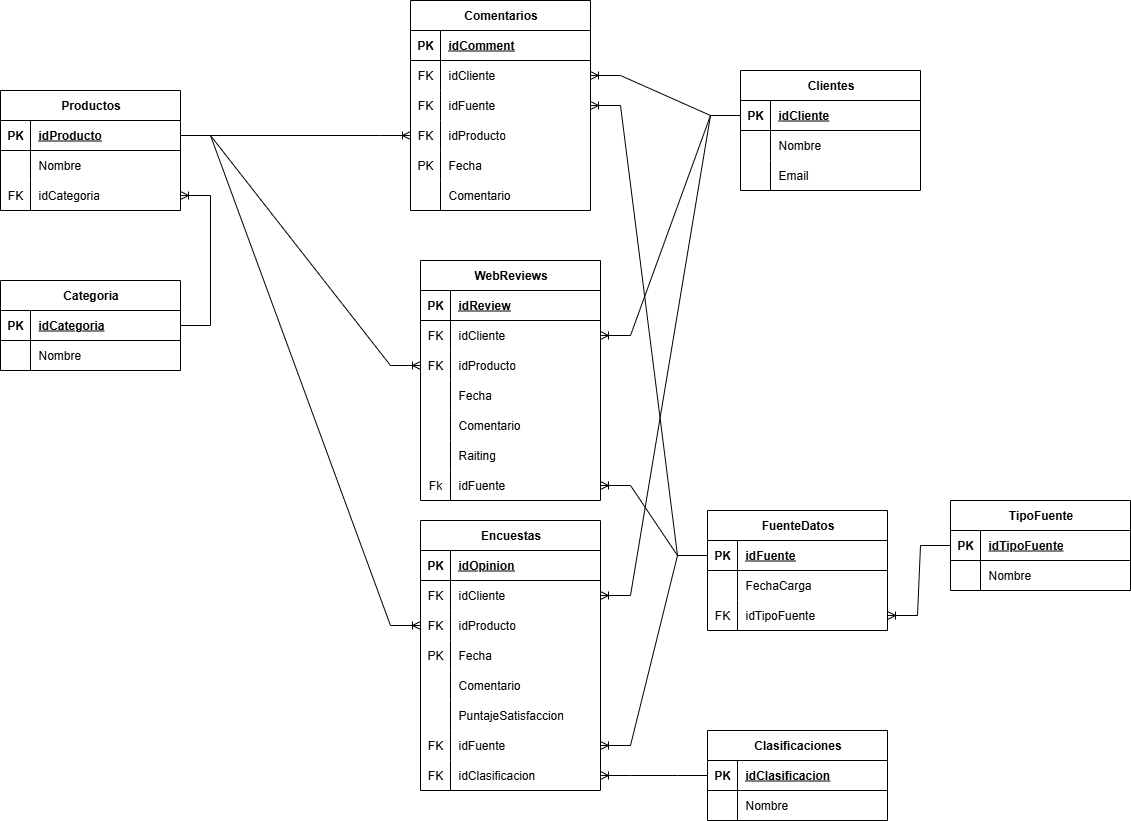 Comentarios
PK idComment
FK idCliente
FK idFuente
FK idProducto
PK Fecha
Comentario
Clientes
PK idCliente
Nombre
Email
Productos
PK idProducto
Nombre
FK idCategoria
Categoria
PK idCategoria
Nombre
WebReviews
PK idReview
FK idCliente
FK idProducto
Fecha
Comentario
Raiting
Fk idFuente
Encuestas
PK idOpinion
FK idCliente
FK idProducto
PK Fecha
Comentario
PuntajeSatisfaccion
FK idFuente
FK idClasificacion
FuenteDatos
PK idFuente
FechaCarga
FK idTipoFuente
TipoFuente
PK idTipoFuente
Nombre
Clasificaciones
PK idClasificacion
Nombre